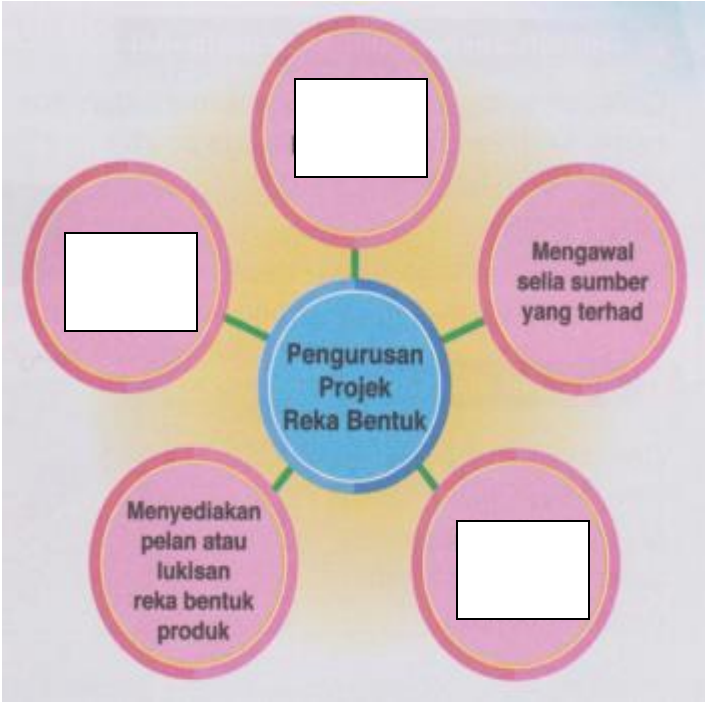 Mengawal
selia sumber
yang terhad
Pengurusan
Projek
Reka Bentuk
Menyediakan
pelan atau
lukisan
reka bentuk
produk